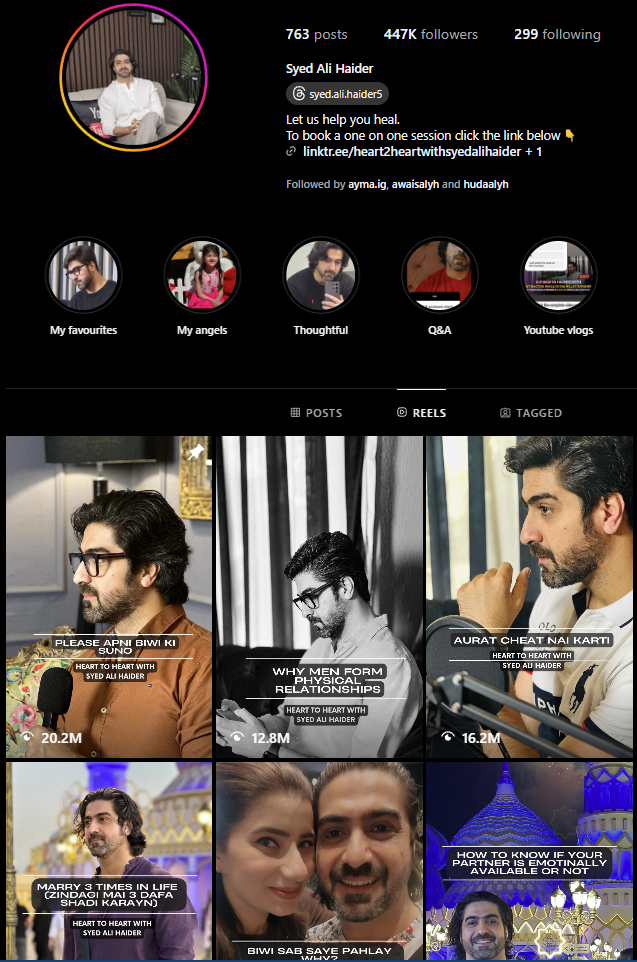 763 posts 447K followers 299 following
Syed Ali Haider
syed.ali.haider5
Let us help you heal.
To book a one on one session click the link below 👇
linktr.ee/heart2heartwithsyedalihaider + 1
Followed by ayma.ig, awaisalyh and hudaalyh
My favourites My angels Thoughtful Q&A Youtube vlogs
POSTS REELS TAGGED
PLEASE APNI BIWI KI
SUNO
HEART TO HEART WITH
SYED ALI HAIDER
20.2M
WHY MEN FORM
PHYSICAL
RELATIONSHIPS
HEART TO HEART WITH
SYED ALI HAIDER
12.8M
AURAT CHEAT NAI KARTI
HEART TO HEART WITH
SYED ALI HAIDER
16.2M
MARRY 3 TIMES IN LIFE
(ZINDAGI MAI 3 DAFA
SHADI KARAYN)
HEART TO HEART WITH
SYED ALI HAIDER
BIWI SAB SAYE PAHLAY
WHY?
HOW TO KNOW IF YOUR
PARTNER IS EMOTINALLY
AVAILABLE OR NOT